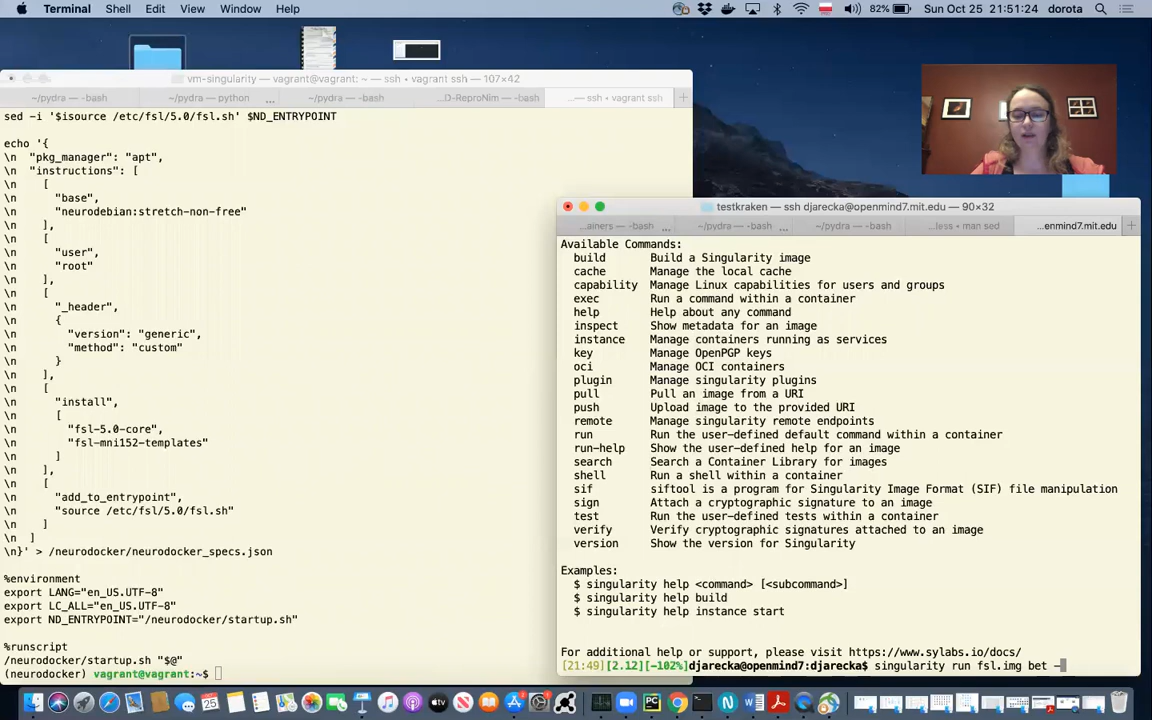 Terminal Shell Edit View Window Help 82% Sun Oct 25 21:51:24 dorota
vm-singularity — vagrant@vagrant: ~ — ssh • vagrant ssh — 107×42
~/pydra — -bash ~/pydra — python ... ~/pydra — -bash ...D-ReproNim — -bash ...— ssh • vagrant ssh +
sed -i '$isource /etc/fsl/5.0/fsl.sh' $ND_ENTRYPOINT
echo '{
\n "pkg_manager": "apt",
\n "instructions": [
\n [
\n "base",
\n "neurodebian:stretch-non-free"
\n ],
\n [
\n "user",
\n "root"
\n ],
\n [
\n "_header",
\n {
\n "version": "generic",
\n "method": "custom"
\n }
\n ],
\n [
\n "install",
\n [
\n "fsl-5.0-core",
\n "fsl-mni152-templates"
\n ]
\n ],
\n [
\n "add_to_entrypoint",
\n "source /etc/fsl/5.0/fsl.sh"
\n ]
\n ]
\n}' > /neurodocker/neurodocker_specs.json
%environment
export LANG="en_US.UTF-8"
export LC_ALL="en_US.UTF-8"
export ND_ENTRYPOINT="/neurodocker/startup.sh"
%runscript
/neurodocker/startup.sh "$@"
(neurodocker) vagrant@vagrant:~$
testkraken — ssh djarecka@openmind7.mit.edu — 90×32
...ainers — -bash ... ~/pydra — -bash ... ~/pydra — -bash ...less • man sed ...enmind7.mit.edu +
Available Commands:
build Build a Singularity image
cache Manage the local cache
capability Manage Linux capabilities for users and groups
exec Run a command within a container
help Help about any command
inspect Show metadata for an image
instance Manage containers running as services
key Manage OpenPGP keys
oci Manage OCI containers
plugin Manage singularity plugins
pull Pull an image from a URI
push Upload image to the provided URI
remote Manage singularity remote endpoints
run Run the user-defined default command within a container
run-help Show the user-defined help for an image
search Search a Container Library for images
shell Run a shell within a container
sif siftool is a program for Singularity Image Format (SIF) file manipulation
sign Attach a cryptographic signature to an image
test Run the user-defined tests within a container
verify Verify cryptographic signatures attached to an image
version Show the version for Singularity
Examples:
$ singularity help <command> [<subcommand>]
$ singularity help build
$ singularity help instance start
For additional help or support, please visit https://www.sylabs.io/docs/
[21:49][2.12][-102%]djarecka@openmind7:djarecka$ singularity run fsl.img bet -